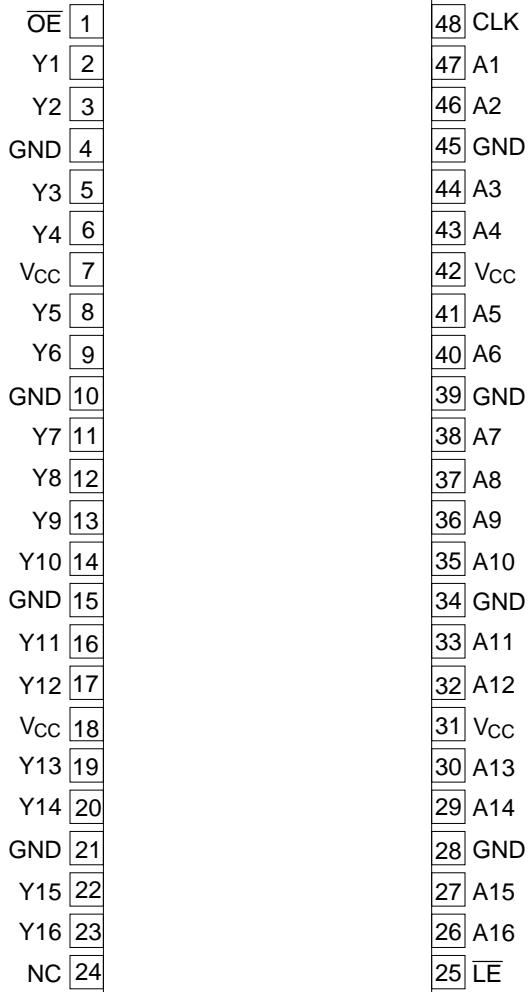 O̅E̅ 1 48 CLK
Y1 2 47 A1
Y2 3 46 A2
GND 4 45 GND
Y3 5 44 A3
Y4 6 43 A4
VCC 7 42 VCC
Y5 8 41 A5
Y6 9 40 A6
GND 10 39 GND
Y7 11 38 A7
Y8 12 37 A8
Y9 13 36 A9
Y10 14 35 A10
GND 15 34 GND
Y11 16 33 A11
Y12 17 32 A12
VCC 18 31 VCC
Y13 19 30 A13
Y14 20 29 A14
GND 21 28 GND
Y15 22 27 A15
Y16 23 26 A16
NC 24 25 L̅E̅